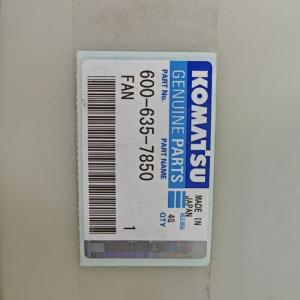 KOMATSU
GENUINE PARTS
MADE IN
JAPAN
PART No.
600-635-7850
PART NAME
FAN
4G
QTY
1